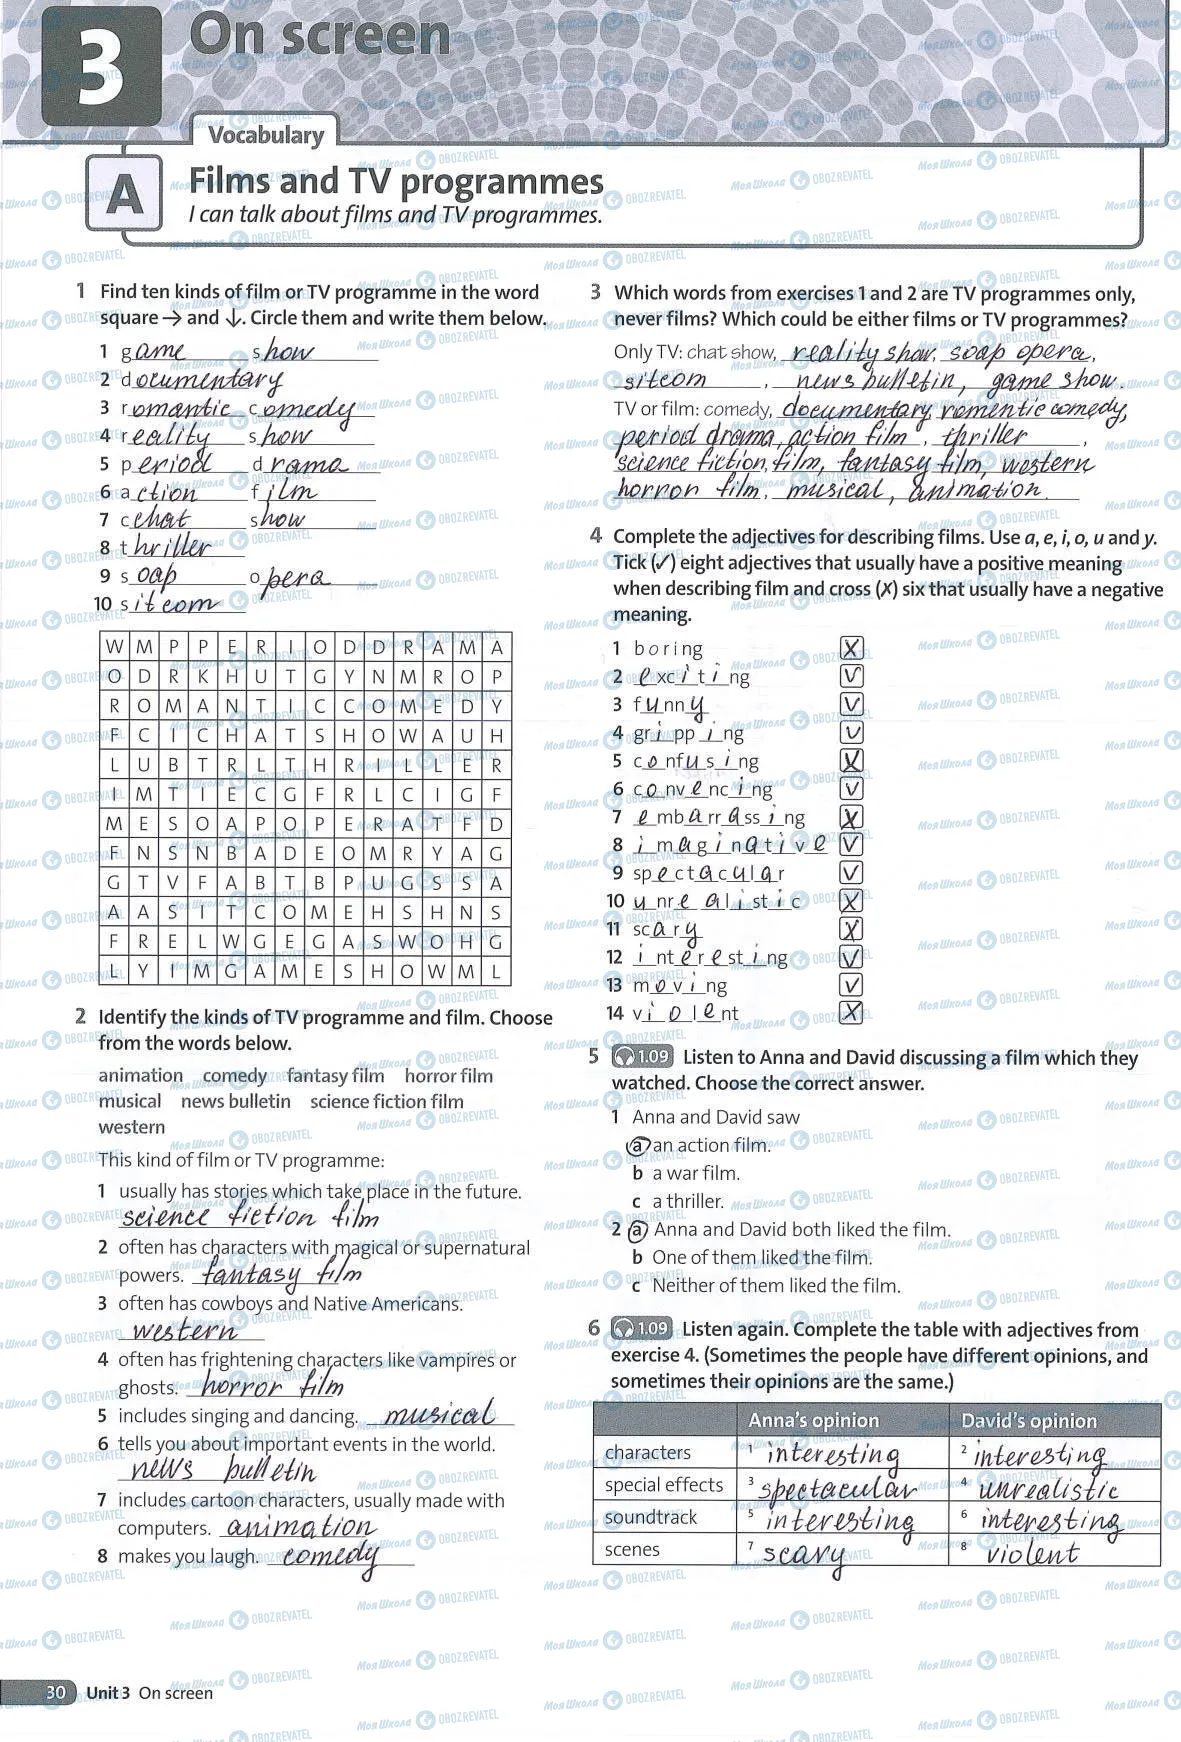 3
On screen
Vocabulary
A
Films and TV programmes
I can talk about films and TV programmes.
1 Find ten kinds of film or TV programme in the word
square → and ↓. Circle them and write them below.
1 game show
2 documentary
3 romantic comedy
4 reality show
5 period drama
6 action film
7 cchat show
8 thriller
9 soap opera
10 sitcom
W M P P E R I O D D R A M A
O D R K H U T G Y N M R O P
R O M A N T I C C O M E D Y
F C I C H A T S H O W A U H
L U B T R L T H R I L L E R
I M T I E C G F R L C I G F
M E S O A P O P E R A T F D
F N S N B A D E O M R Y A G
G T V F A B T B P U G S S A
A A S I T C O M E H S H N S
F R E L W G E G A S W O H G
L Y I M G A M E S H O W M L
2 Identify the kinds of TV programme and film. Choose
from the words below.
animation comedy fantasy film horror film
musical news bulletin science fiction film
western
This kind of film or TV programme:
1 usually has stories which take place in the future.
science fiction film
2 often has characters with magical or supernatural
powers. fantasy film
3 often has cowboys and Native Americans.
western
4 often has frightening characters like vampires or
ghosts. horror film
5 includes singing and dancing. musical
6 tells you about important events in the world.
news bulletin
7 includes cartoon characters, usually made with
computers. animation
8 makes you laugh. comedy
3 Which words from exercises 1 and 2 are TV programmes only,
never films? Which could be either films or TV programmes?
Only TV: chat show, reality show, soap opera,
sitcom, news bulletin, game show.
TV or film: comedy, documentary, romentic comedy,
period drama, action film, thriller,
science fiction, film, fantasy film, western
horron film, musical, animation.
4 Complete the adjectives for describing films. Use a, e, i, o, u and y.
Tick (✓) eight adjectives that usually have a positive meaning
when describing film and cross (✗) six that usually have a negative
meaning.
1 boring X
2 exciting V
3 funny V
4 gripping V
5 confusing X
6 convencing V
7 embarrassing X
8 imaginative V
9 spectacular V
10 unrealistic X
11 scary X
12 interesting V
13 moving V
14 violent X
5 1.09 Listen to Anna and David discussing a film which they
watched. Choose the correct answer.
1 Anna and David saw
a an action film.
b a war film.
c a thriller.
2 a Anna and David both liked the film.
b One of them liked the film.
c Neither of them liked the film.
6 1.09 Listen again. Complete the table with adjectives from
exercise 4. (Sometimes the people have different opinions, and
sometimes their opinions are the same.)
Anna's opinion David's opinion
characters 1 interesting 2 interesting
special effects 3 spectacular 4 unrealistic
soundtrack 5 interesting 6 interesting
scenes 7 scary 8 violent
30 Unit 3 On screen
Моя Школа OBOZREVATEL